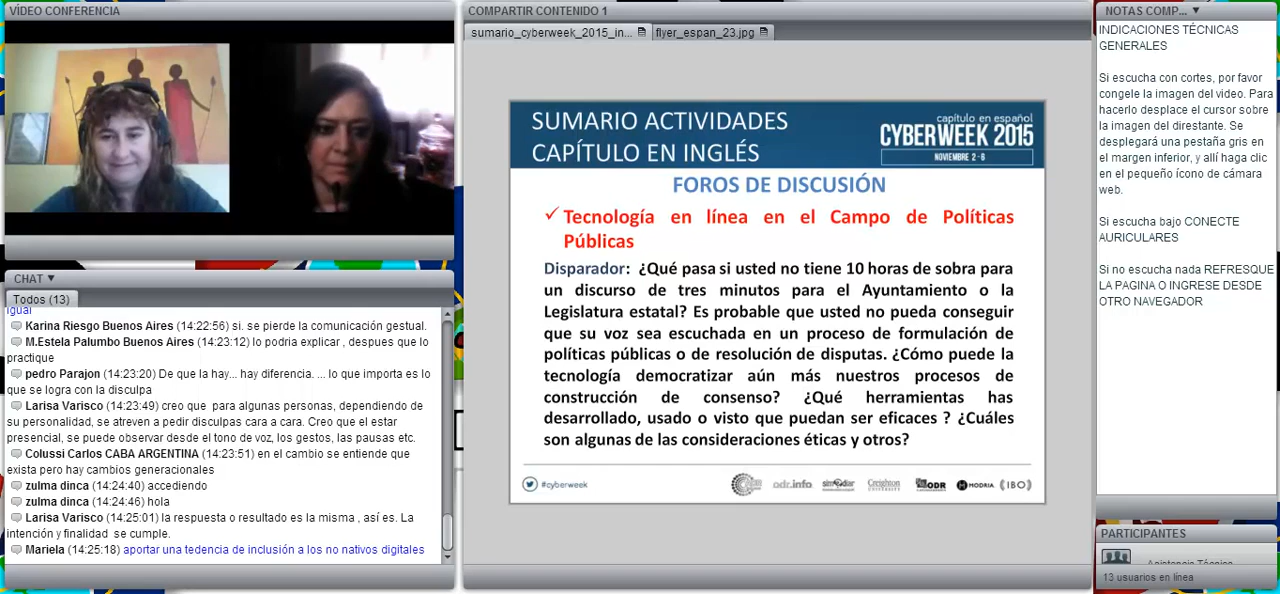 VÍDEO CONFERENCIA
CHAT
Todos (13)
igual
Karina Riesgo Buenos Aires (14:22:56) si. se pierde la comunicación gestual.
M.Estela Palumbo Buenos Aires (14:23:12) lo podria explicar , despues que lo
practique
pedro Parajon (14:23:20) De que la hay... hay diferencia. ... lo que importa es lo
que se logra con la disculpa
Larisa Varisco (14:23:49) creo que para algunas personas, dependiendo de
su personalidad, se atreven a pedir disculpas cara a cara. Creo que el estar
presencial, se puede observar desde el tono de voz, los gestos, las pausas etc.
Colussi Carlos CABA ARGENTINA (14:23:51) en el cambio se entiende que
exista pero hay cambios generacionales
zulma dinca (14:24:40) accediendo
zulma dinca (14:24:46) hola
Larisa Varisco (14:25:01) la respuesta o resultado es la misma , así es. La
intención y finalidad se cumple.
Mariela (14:25:18) aportar una tedencia de inclusión a los no nativos digitales
COMPARTIR CONTENIDO 1
sumario_cyberweek_2015_in... flyer_espan_23.jpg
SUMARIO ACTIVIDADES
CAPÍTULO EN INGLÉS
capítulo en español
CYBERWEEK 2015
NOVIEMBRE 2-6
FOROS DE DISCUSIÓN
Tecnología en línea en el Campo de Políticas
Públicas
Disparador: ¿Qué pasa si usted no tiene 10 horas de sobra para
un discurso de tres minutos para el Ayuntamiento o la
Legislatura estatal? Es probable que usted no pueda conseguir
que su voz sea escuchada en un proceso de formulación de
políticas públicas o de resolución de disputas. ¿Cómo puede la
tecnología democratizar aún más nuestros procesos de
construcción de consenso? ¿Qué herramientas has
desarrollado, usado o visto que puedan ser eficaces ? ¿Cuáles
son algunas de las consideraciones éticas y otros?
#cyberweek
odr.info
Creighton
ODR
MODRIA
(IBO)
NOTAS COMP...
INDICACIONES TÉCNICAS
GENERALES
Si escucha con cortes, por favor
congele la imagen del video. Para
hacerlo desplace el cursor sobre
la imagen del direstante. Se
desplegará una pestaña gris en
el margen inferior, y allí haga clic
en el pequeño ícono de cámara
web.
Si escucha bajo CONECTE
AURICULARES
Si no escucha nada REFRESQUE
LA PAGINA O INGRESE DESDE
OTRO NAVEGADOR
PARTICIPANTES
Asistencia Técnica
13 usuarios en línea